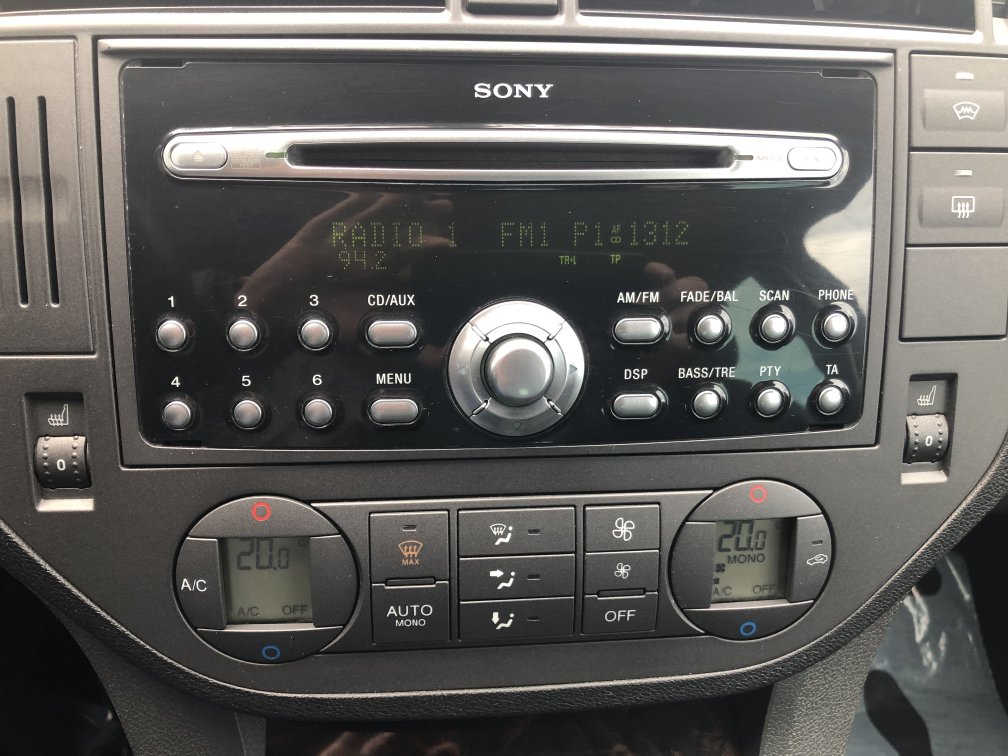 SONY
RADIO 1 FM1 P1 AF CD 1312
94.2 TP
1 2 3 CD/AUX AM/FM FADE/BAL SCAN PHONE
4 5 6 MENU DSP BASS/TRE PTY TA
0 0
20.0 20.0
MONO
A/C MAX
A/C OFF AUTO OFF A/C OFF
MONO